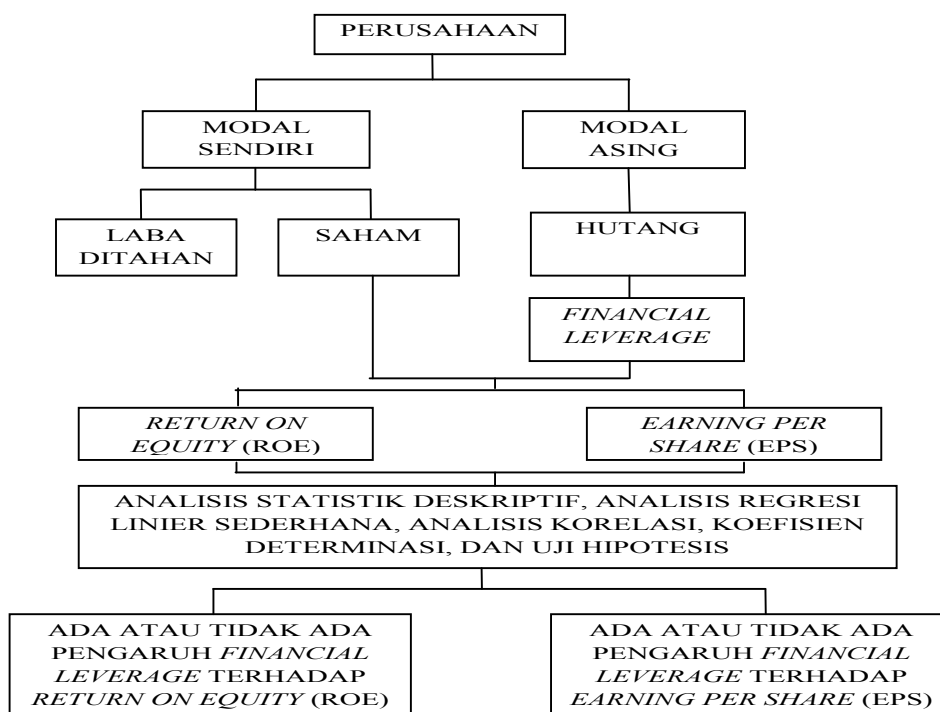 PERUSAHAAN
MODAL
SENDIRI
MODAL
ASING
LABA
DITAHAN
SAHAM
HUTANG
FINANCIAL
LEVERAGE
RETURN ON
EQUITY (ROE)
EARNING PER
SHARE (EPS)
ANALISIS STATISTIK DESKRIPTIF, ANALISIS REGRESI
LINIER SEDERHANA, ANALISIS KORELASI, KOEFISIEN
DETERMINASI, DAN UJI HIPOTESIS
ADA ATAU TIDAK ADA
PENGARUH FINANCIAL
LEVERAGE TERHADAP
RETURN ON EQUITY (ROE)
ADA ATAU TIDAK ADA
PENGARUH FINANCIAL
LEVERAGE TERHADAP
EARNING PER SHARE (EPS)